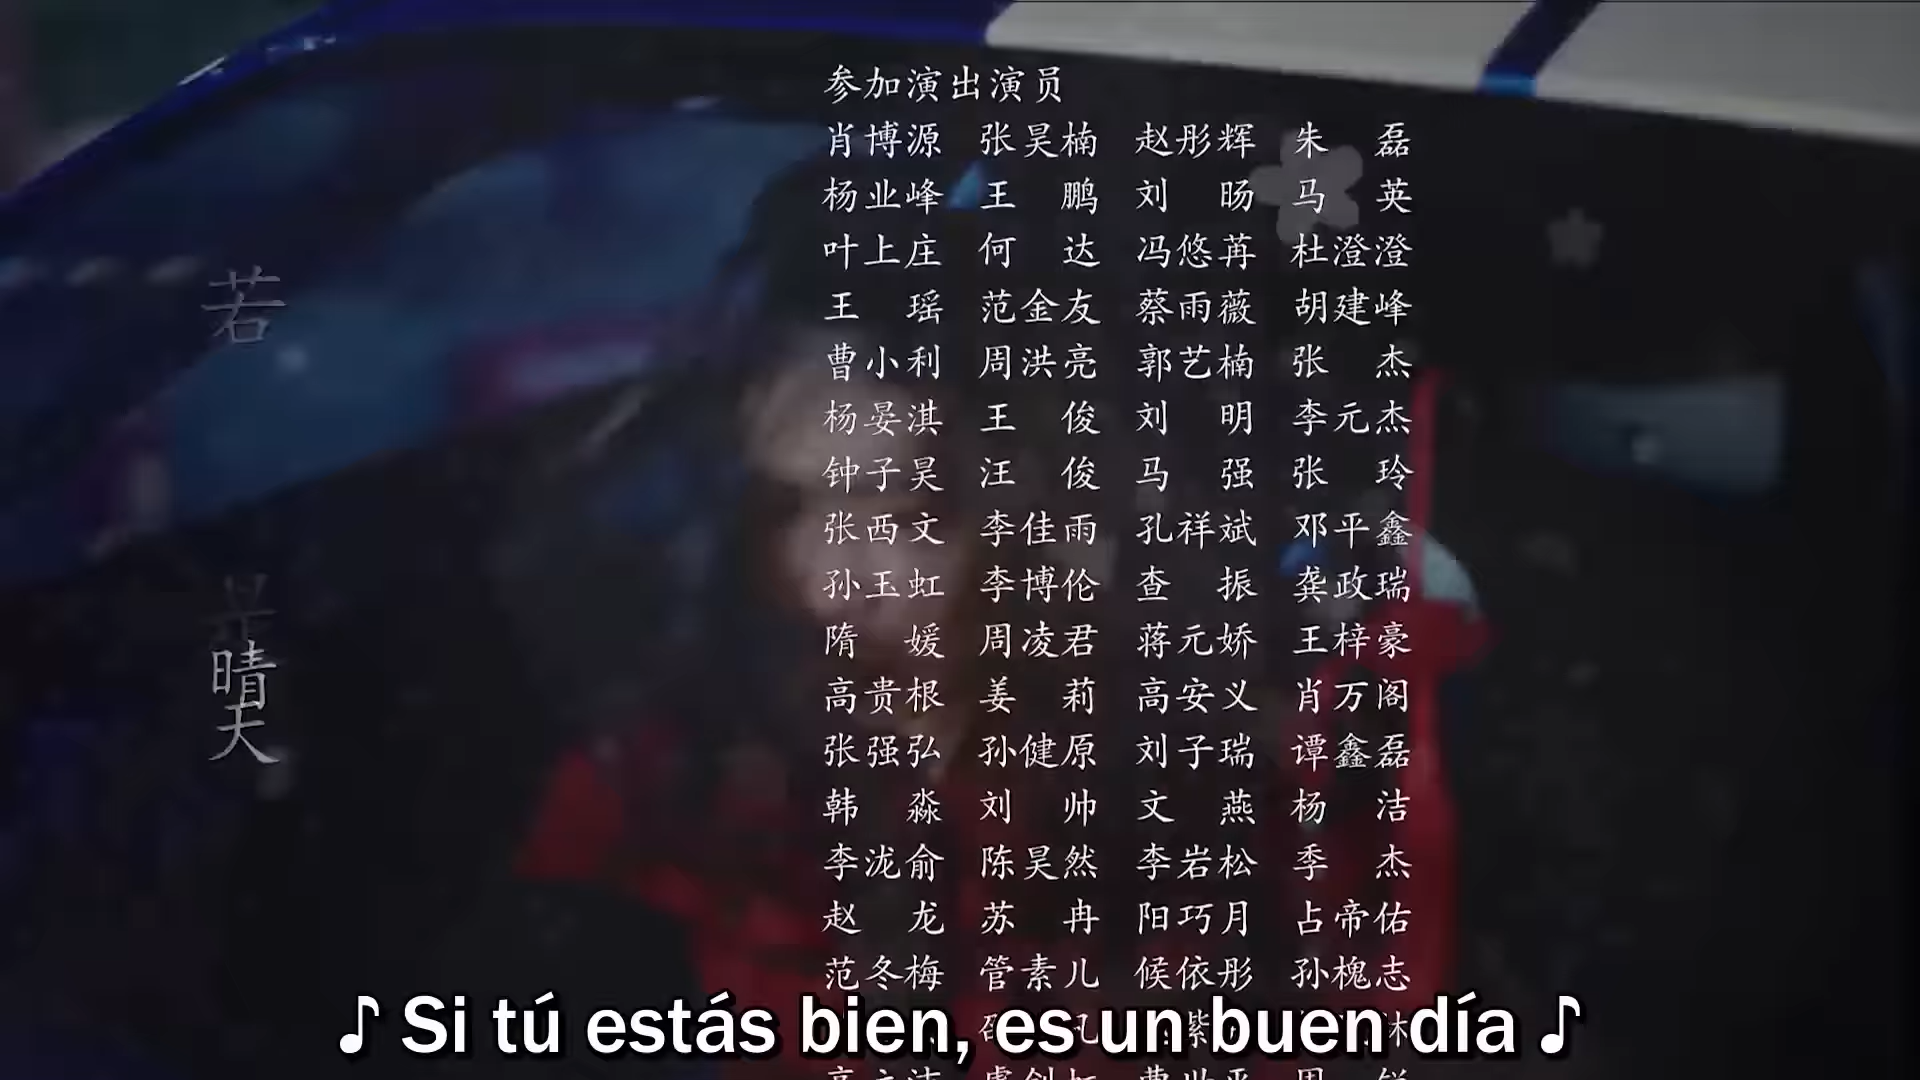 参加演出演员
肖博源 张昊楠 赵彤辉 朱磊
杨业峰 王鹏 刘旸 马英
叶上庄 何达 冯悠苒 杜澄澄
王瑶 范金友 蔡雨薇 胡建峰
曹小利 周洪亮 郭艺楠 张杰
杨晏淇 王俊 刘明 李元杰
钟子昊 汪俊 马强 张玲
张西文 李佳雨 孔祥斌 邓平鑫
孙玉虹 李博伦 查振 龚政瑞
隋媛 周凌君 蒋元娇 王梓豪
高贵根 姜莉 高安义 肖万阁
张强弘 孙健原 刘子瑞 谭鑫磊
韩淼 刘帅 文燕 杨洁
李泷俞 陈昊然 李岩松 季杰
赵龙 苏冉 阳巧月 占帝佑
范冬梅 管素儿 候依彤 孙槐志
若
晴天
♪ Si tú estás bien, es un buen día ♪